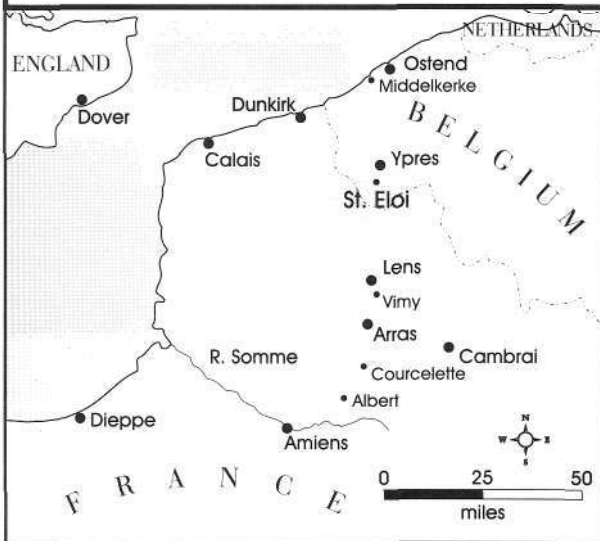 NETHERLANDS
ENGLAND
Ostend
Middelkerke
Dover
Dunkirk
BELGIUM
Calais
Ypres
St. Eloi
Lens
Vimy
Arras
R. Somme
Cambrai
Courcelette
Albert
Dieppe
Amiens
N
W E
S
FRANCE
0 25 50
miles